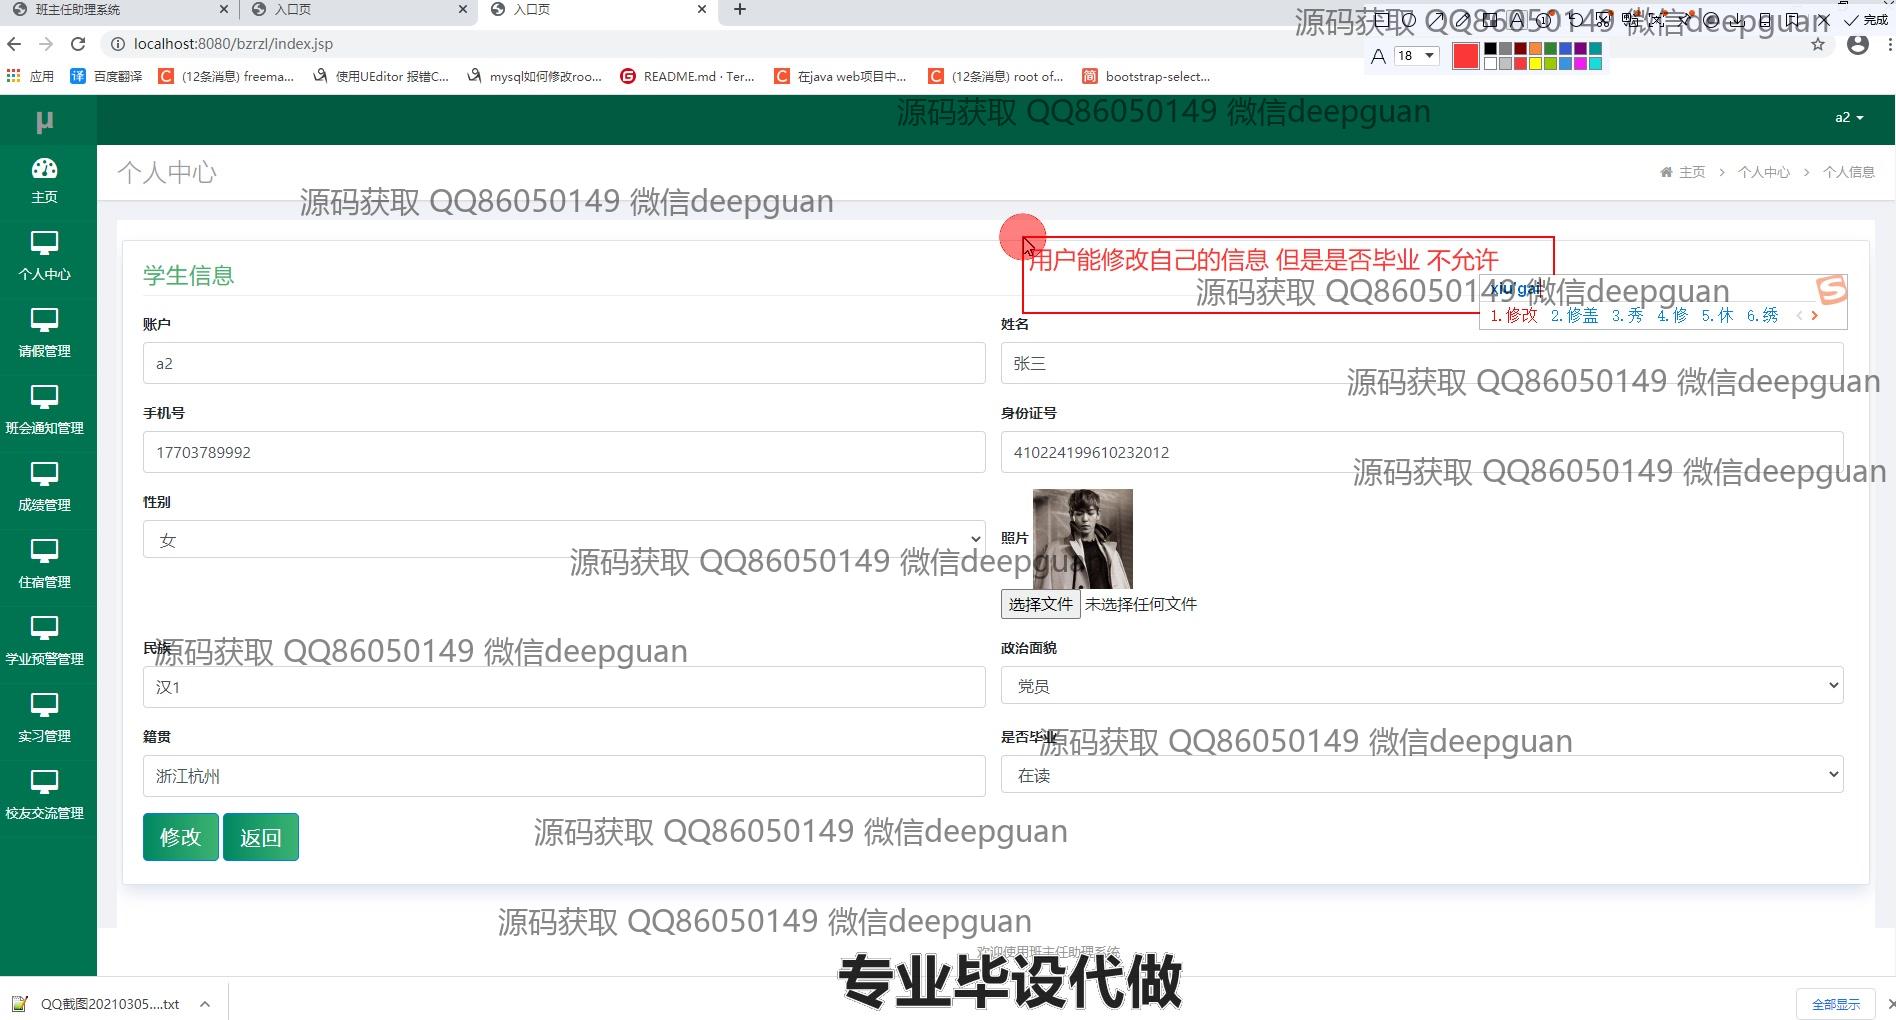 班主任助理系统
入口页
入口页
localhost:8080/bzrzl/index.jsp
完成
A 18
应用
百度翻译
(12条消息) freema...
使用UEditor 报错C...
mysql如何修改roo...
README.md · Ter...
在java web项目中...
(12条消息) root of...
bootstrap-select...
源码获取 QQ86050149 微信deepguan
μ
源码获取 QQ86050149 微信deepguan
a2
个人中心
主页 > 个人中心 > 个人信息
源码获取 QQ86050149 微信deepguan
主页
个人中心
请假管理
班会通知管理
成绩管理
住宿管理
学业预警管理
实习管理
校友交流管理
学生信息
用户能修改自己的信息 但是是否毕业 不允许
源码获取 QQ86050149 微信deepguan
xiu'gai
1.修改 2.修盖 3.秀 4.修 5.休 6.绣
账户
a2
姓名
张三
源码获取 QQ86050149 微信deepguan
手机号
17703789992
身份证号
410224199610232012
源码获取 QQ86050149 微信deepguan
性别
女
照片
源码获取 QQ86050149 微信deepguan
选择文件 未选择任何文件
民族
源码获取 QQ86050149 微信deepguan
汉1
政治面貌
党员
籍贯
浙江杭州
是否毕业
源码获取 QQ86050149 微信deepguan
在读
修改 返回
源码获取 QQ86050149 微信deepguan
源码获取 QQ86050149 微信deepguan
欢迎使用班主任助理系统
专业毕设代做
QQ截图20210305....txt
全部显示